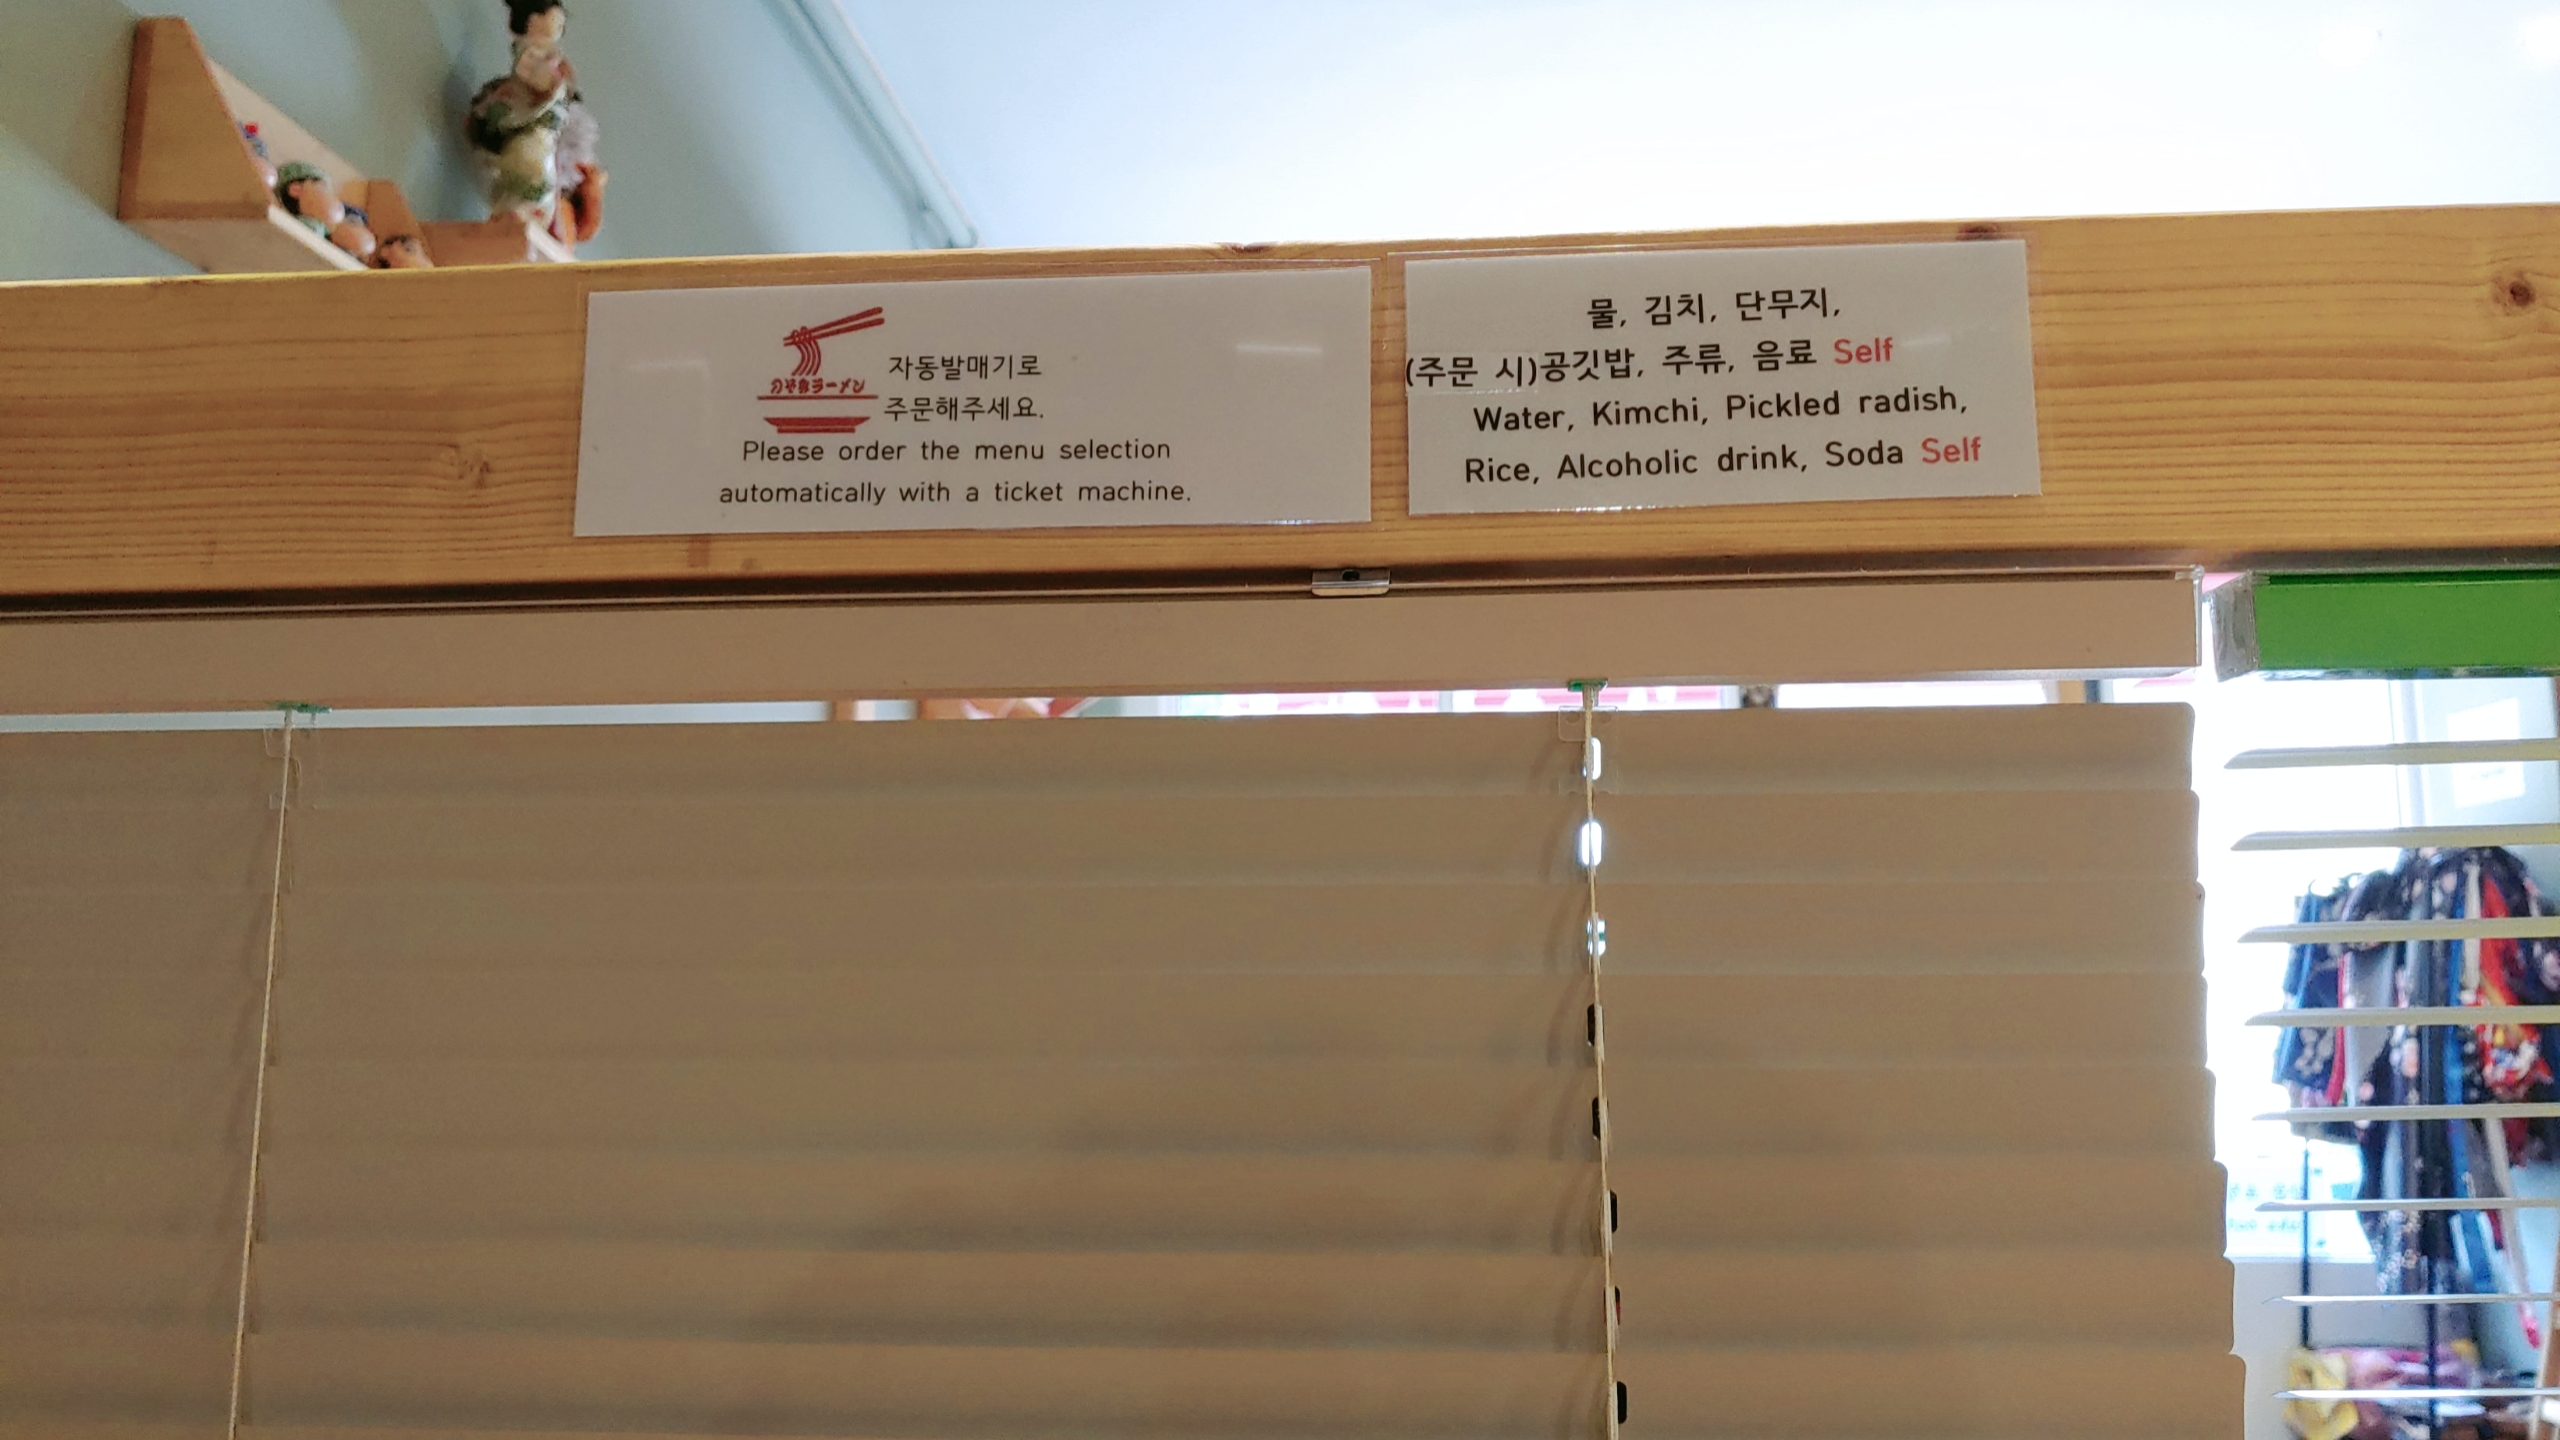 자동발매기로
주문해주세요.
Please order the menu selection
automatically with a ticket machine.
물, 김치, 단무지,
(주문 시)공깃밥, 주류, 음료 Self
Water, Kimchi, Pickled radish,
Rice, Alcoholic drink, Soda Self